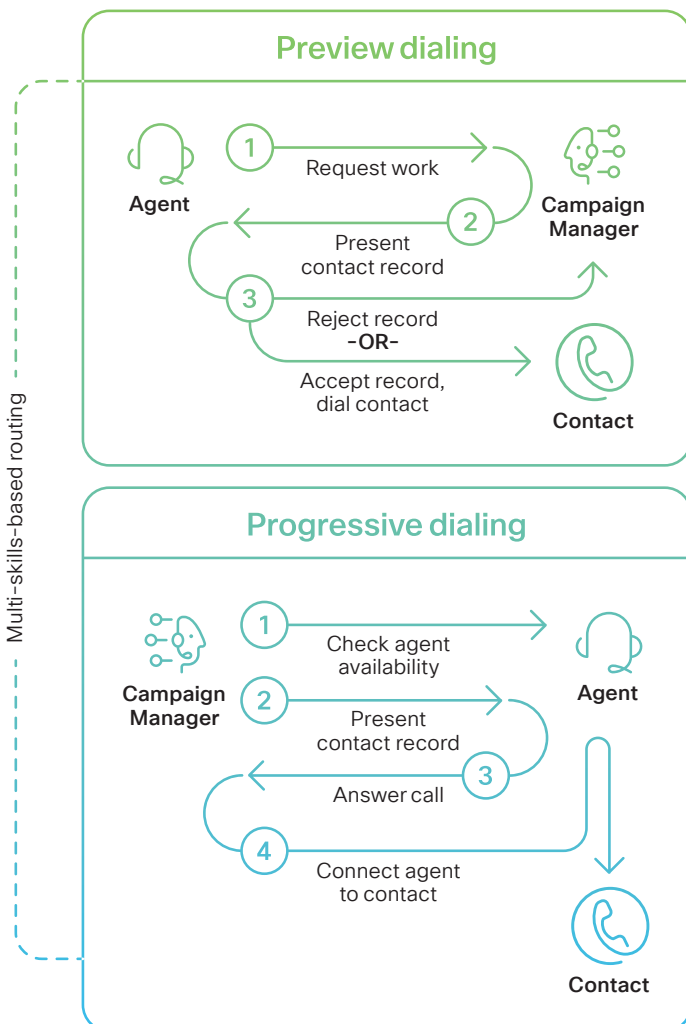 Preview dialing
1
Request work
Agent
Campaign
Manager
2
Present
contact record
3
Reject record
-OR-
Accept record,
dial contact
Contact
Multi-skills-based routing
Progressive dialing
1
Check agent
availability
Campaign
Manager
Agent
2
Present
contact record
3
Answer call
4
Connect agent
to contact
Contact